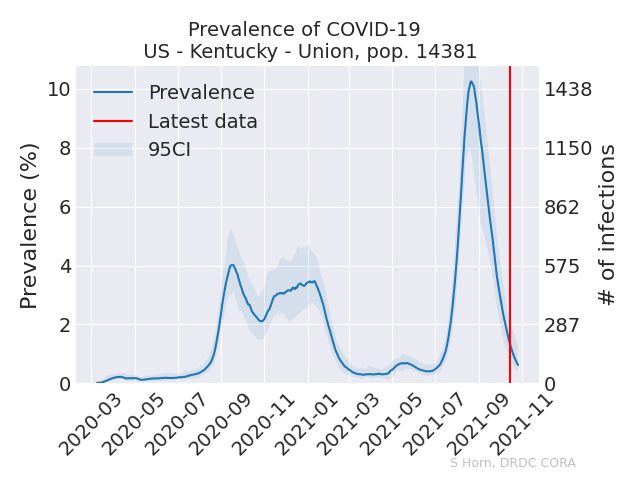 Prevalence of COVID-19
US - Kentucky - Union, pop. 14381
Prevalence (%)
10
8
6
4
2
0
Prevalence
Latest data
95CI
1438
1150
862
575
287
0
# of infections
2020-03
2020-05
2020-07
2020-09
2020-11
2021-01
2021-03
2021-05
2021-07
2021-09
2021-11
S Horn, DRDC CORA